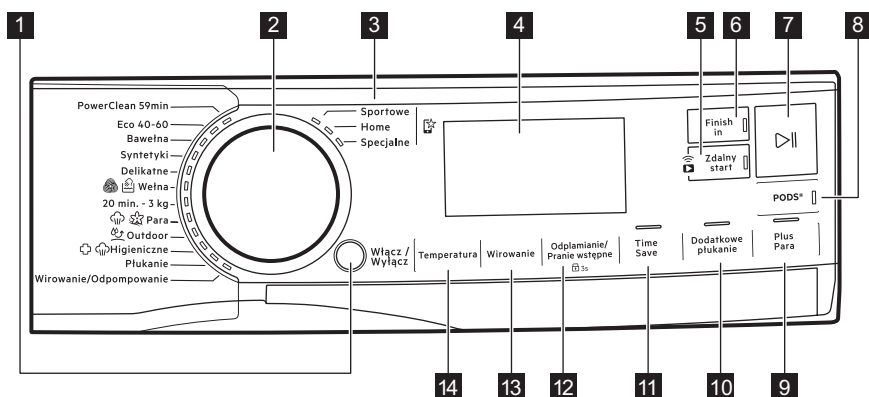 1
2
3
4
5
6
7
8
PowerClean 59min
Eco 40-60
Bawełna
Syntetyki
Delikatne
Wełna
20 min. - 3 kg
Para
Outdoor
Higieniczne
Płukanie
Wirowanie/Odpompowanie
Sportowe
Home
Specjalne
Włącz /
Wyłącz
Temperatura
Wirowanie
Odplamianie/
Pranie wstępne
3s
Time
Save
Dodatkowe
płukanie
Plus
Para
Finish
in
Zdalny
start
PODS®
14
13
12
11
10
9